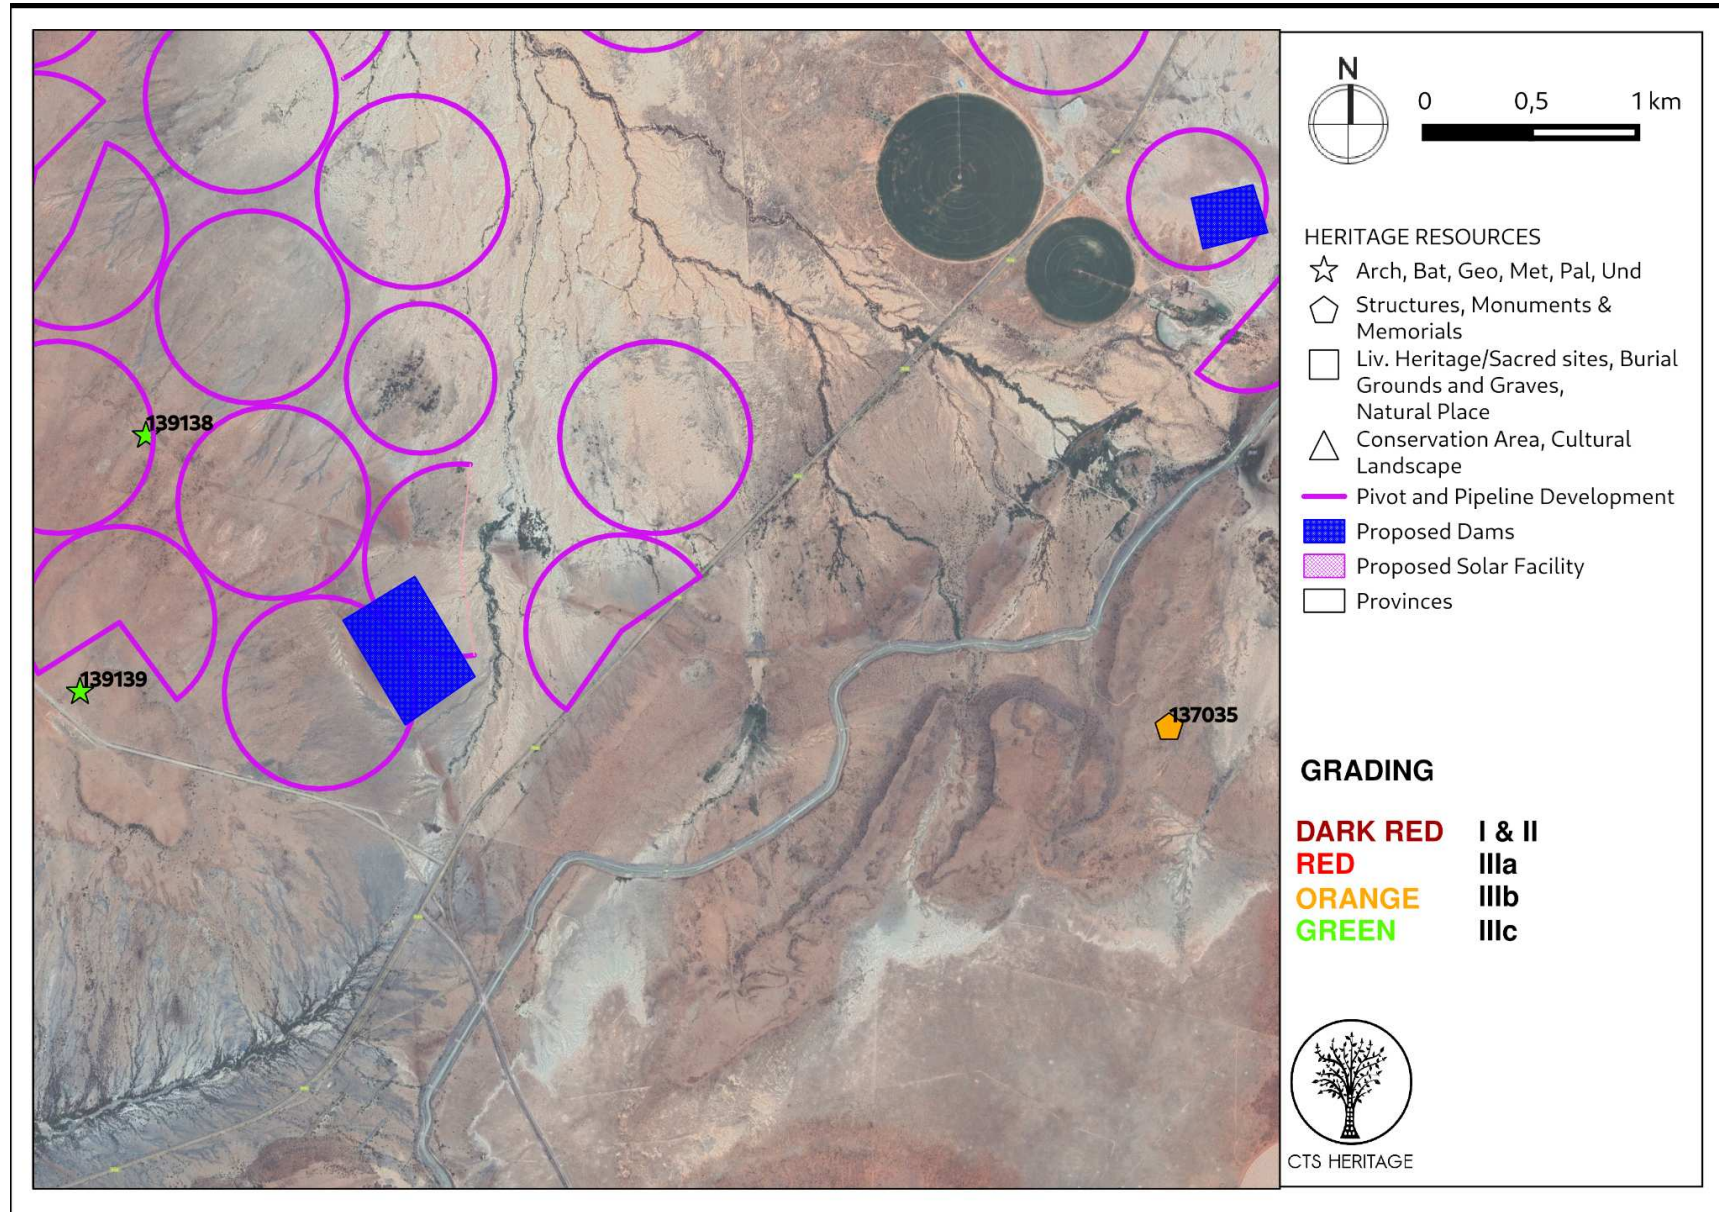 N
0 0,5 1 km
HERITAGE RESOURCES
Arch, Bat, Geo, Met, Pal, Und
Structures, Monuments &
Memorials
Liv. Heritage/Sacred sites, Burial
Grounds and Graves,
Natural Place
Conservation Area, Cultural
Landscape
Pivot and Pipeline Development
Proposed Dams
Proposed Solar Facility
Provinces
139138
139139
137035
GRADING
DARK RED I & II
RED IIIa
ORANGE IIIb
GREEN IIIc
CTS HERITAGE